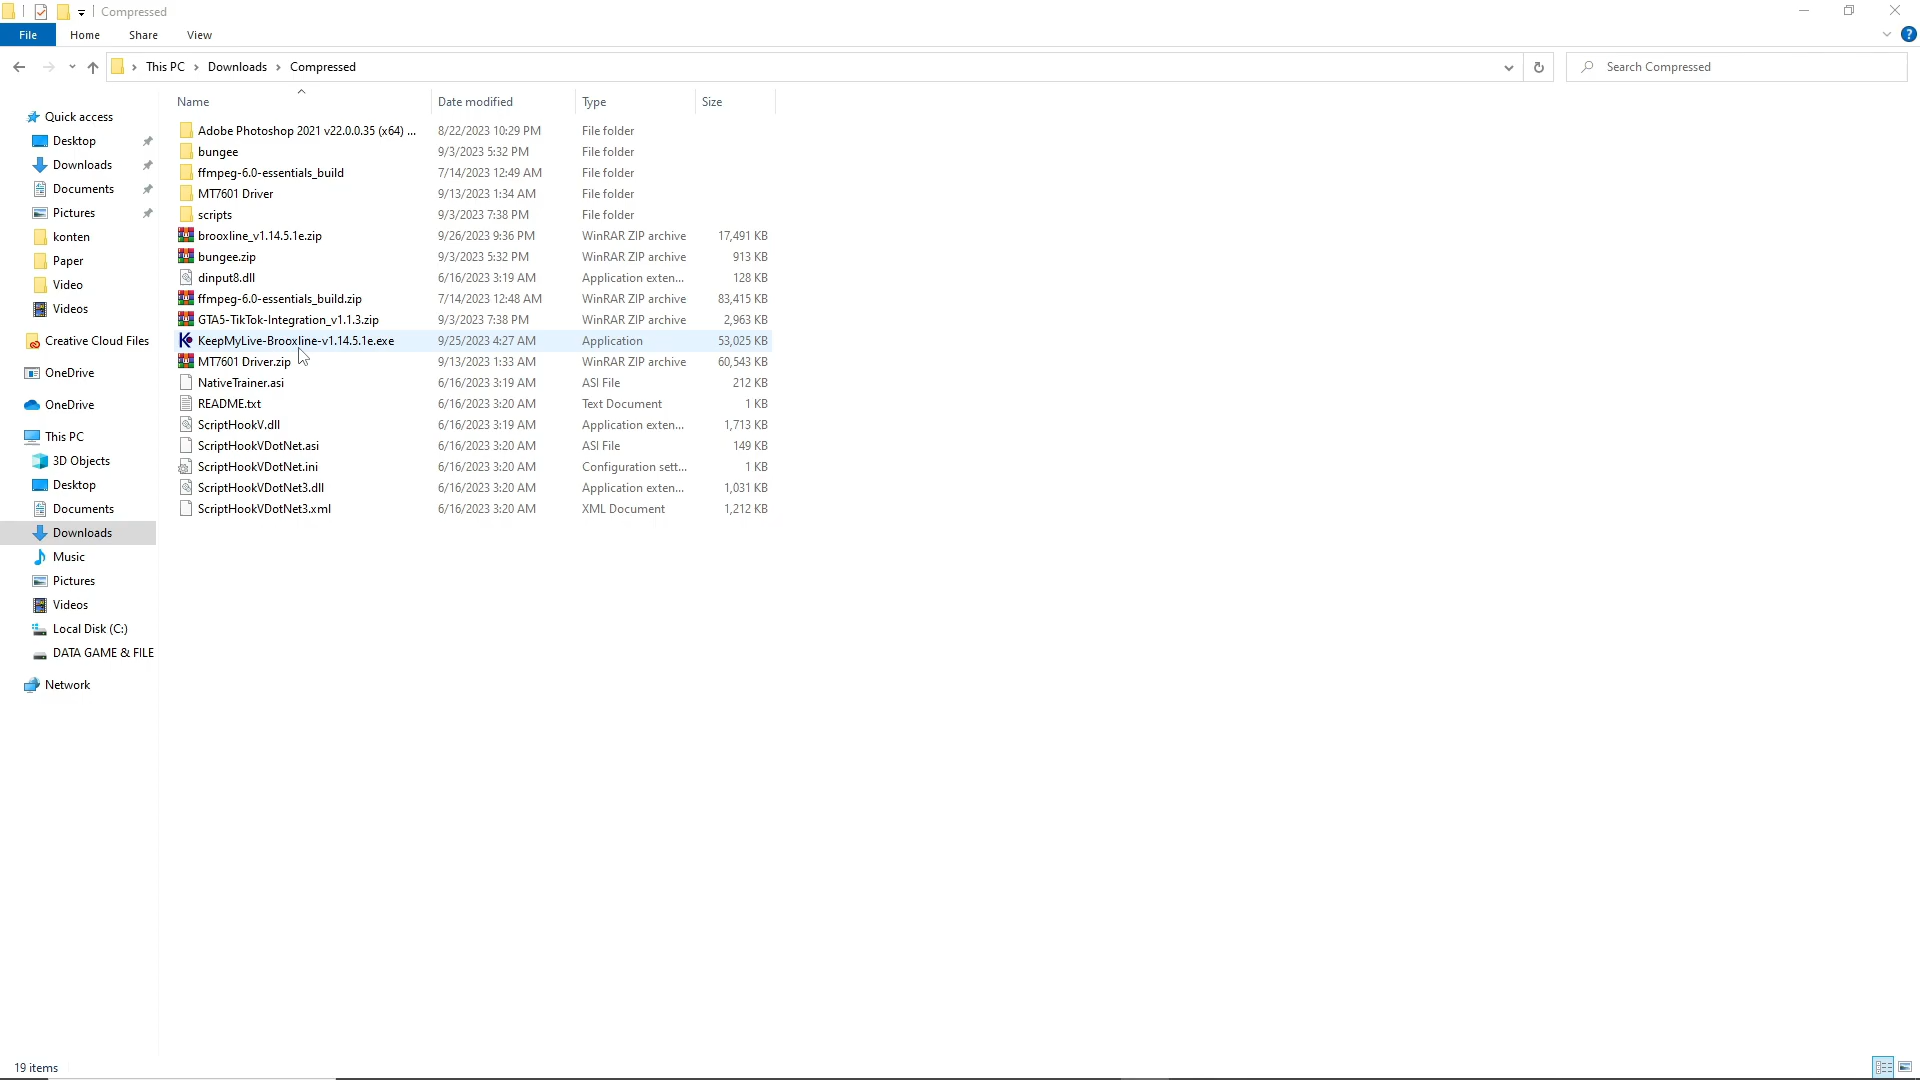 Compressed
File Home Share View
This PC Downloads Compressed
Search Compressed
Quick access
Desktop
Downloads
Documents
Pictures
konten
Paper
Video
Videos
Creative Cloud Files
OneDrive
OneDrive
This PC
3D Objects
Desktop
Documents
Downloads
Music
Pictures
Videos
Local Disk (C:)
DATA GAME & FILE
Network
Name Date modified Type Size
Adobe Photoshop 2021 v22.0.0.35 (x64) ... 8/22/2023 10:29 PM File folder
bungee 9/3/2023 5:32 PM File folder
ffmpeg-6.0-essentials_build 7/14/2023 12:49 AM File folder
MT7601 Driver 9/13/2023 1:34 AM File folder
scripts 9/3/2023 7:38 PM File folder
brooxline_v1.14.5.1e.zip 9/26/2023 9:36 PM WinRAR ZIP archive 17,491 KB
bungee.zip 9/3/2023 5:32 PM WinRAR ZIP archive 913 KB
dinput8.dll 6/16/2023 3:19 AM Application exten... 128 KB
ffmpeg-6.0-essentials_build.zip 7/14/2023 12:48 AM WinRAR ZIP archive 83,415 KB
GTA5-TikTok-Integration_v1.1.3.zip 9/3/2023 7:38 PM WinRAR ZIP archive 2,963 KB
KeepMyLive-Brooxline-v1.14.5.1e.exe 9/25/2023 4:27 AM Application 53,025 KB
MT7601 Driver.zip 9/13/2023 1:33 AM WinRAR ZIP archive 60,543 KB
NativeTrainer.asi 6/16/2023 3:19 AM ASI File 212 KB
README.txt 6/16/2023 3:20 AM Text Document 1 KB
ScriptHookV.dll 6/16/2023 3:19 AM Application exten... 1,713 KB
ScriptHookVDotNet.asi 6/16/2023 3:20 AM ASI File 149 KB
ScriptHookVDotNet.ini 6/16/2023 3:20 AM Configuration sett... 1 KB
ScriptHookVDotNet3.dll 6/16/2023 3:20 AM Application exten... 1,031 KB
ScriptHookVDotNet3.xml 6/16/2023 3:20 AM XML Document 1,212 KB
19 items